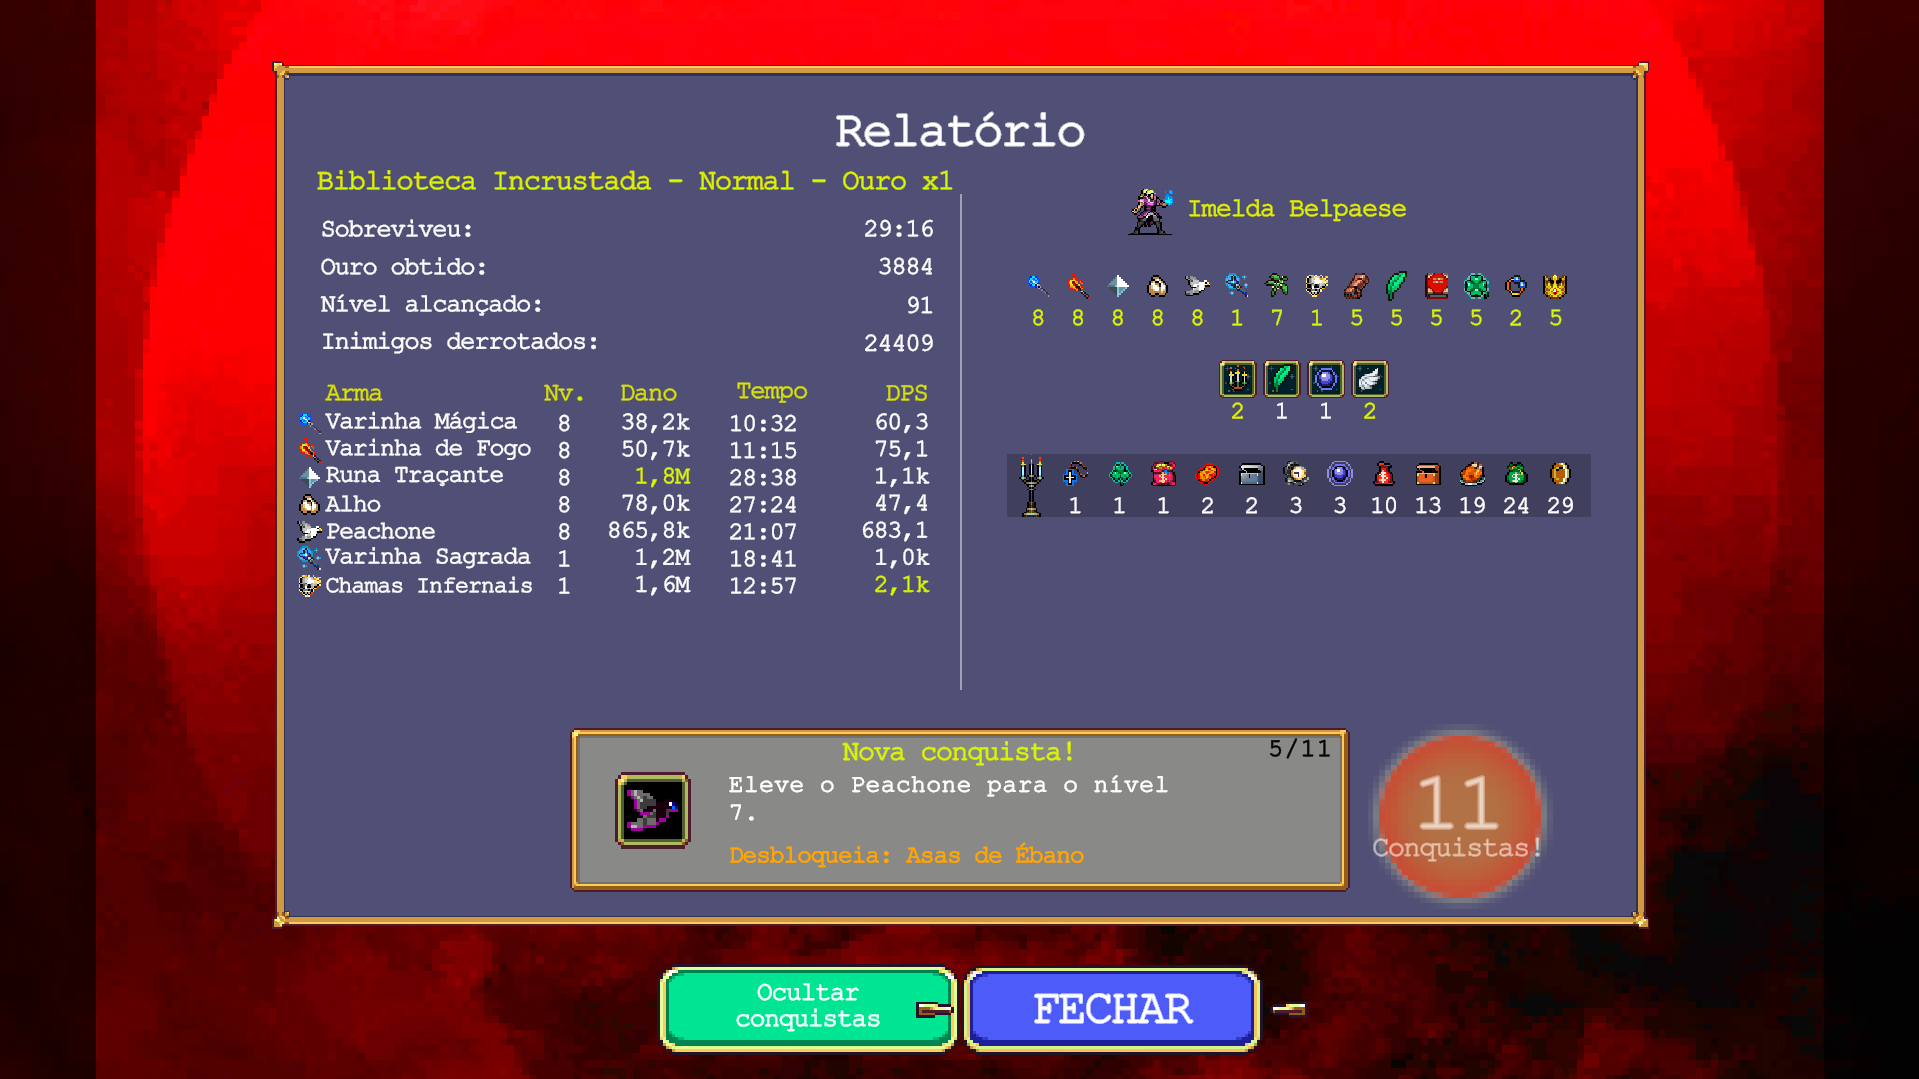 Relatório
Biblioteca Incrustada - Normal - Ouro x1
Sobreviveu: 29:16
Ouro obtido: 3884
Nível alcançado: 91
Inimigos derrotados: 24409
Arma Nv. Dano Tempo DPS
Varinha Mágica 8 38,2k 10:32 60,3
Varinha de Fogo 8 50,7k 11:15 75,1
Runa Traçante 8 1,8M 28:38 1,1k
Alho 8 78,0k 27:24 47,4
Peachone 8 865,8k 21:07 683,1
Varinha Sagrada 1 1,2M 18:41 1,0k
Chamas Infernais 1 1,6M 12:57 2,1k
Imelda Belpaese
8 8 8 8 8 1 7 1 5 5 5 5 2 5
2 1 1 2
1 1 1 2 2 3 3 10 13 19 24 29
Nova conquista! 5/11
Eleve o Peachone para o nível
7.
Desbloqueia: Asas de Ébano
11
Conquistas!
Ocultar
conquistas
FECHAR